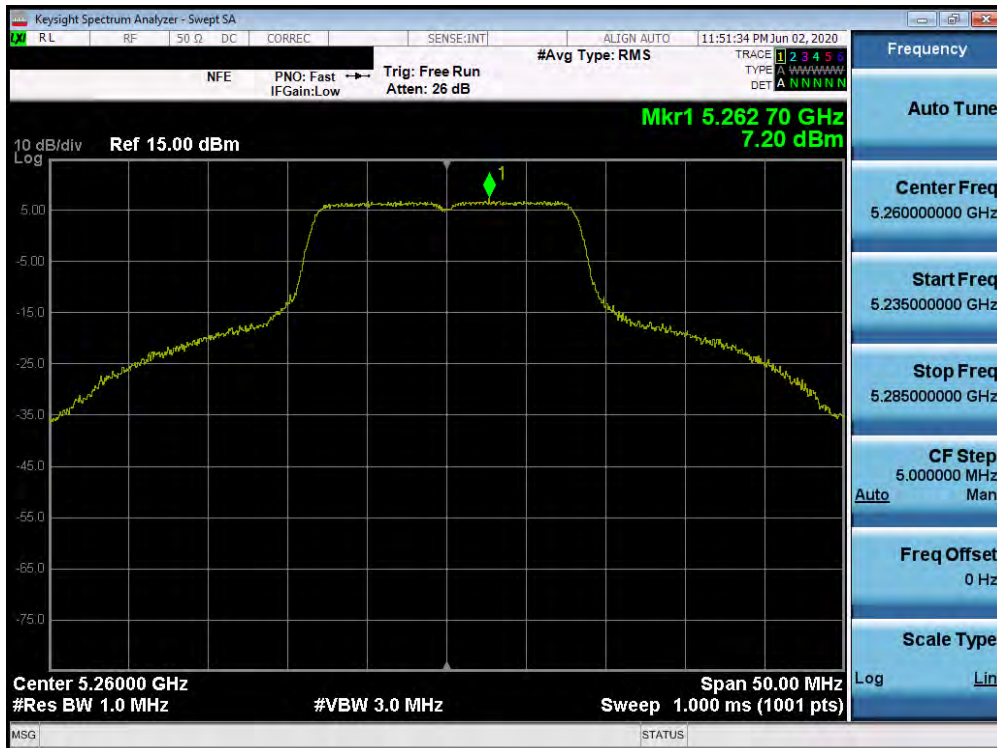 Keysight Spectrum Analyzer - Swept SA
LXI RL RF 50 Ω DC CORREC SENSE:INT ALIGN AUTO 11:51:34 PM Jun 02, 2020
#Avg Type: RMS TRACE 1 2 3 4 5 6
NFE PNO: Fast Trig: Free Run TYPE A WWWWW
IFGain:Low Atten: 26 dB DET A N N N N N
Frequency
Auto Tune
Mkr1 5.262 70 GHz
7.20 dBm
10 dB/div Ref 15.00 dBm
Log
1
5.00
-5.00
-15.0
-25.0
-35.0
-45.0
-55.0
-65.0
-75.0
Center Freq
5.260000000 GHz
Start Freq
5.235000000 GHz
Stop Freq
5.285000000 GHz
CF Step
5.000000 MHz
Auto Man
Freq Offset
0 Hz
Scale Type
Log Lin
Center 5.26000 GHz Span 50.00 MHz
#Res BW 1.0 MHz #VBW 3.0 MHz Sweep 1.000 ms (1001 pts)
MSG STATUS